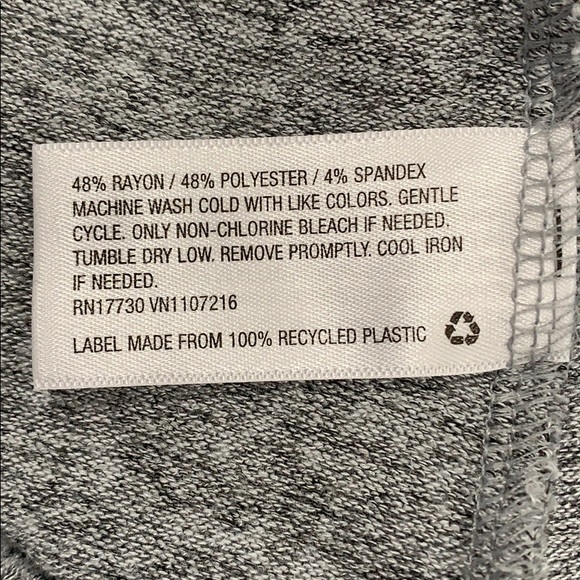 48% RAYON / 48% POLYESTER / 4% SPANDEX
MACHINE WASH COLD WITH LIKE COLORS. GENTLE
CYCLE. ONLY NON-CHLORINE BLEACH IF NEEDED.
TUMBLE DRY LOW. REMOVE PROMPTLY. COOL IRON
IF NEEDED.
RN17730 VN1107216
LABEL MADE FROM 100% RECYCLED PLASTIC